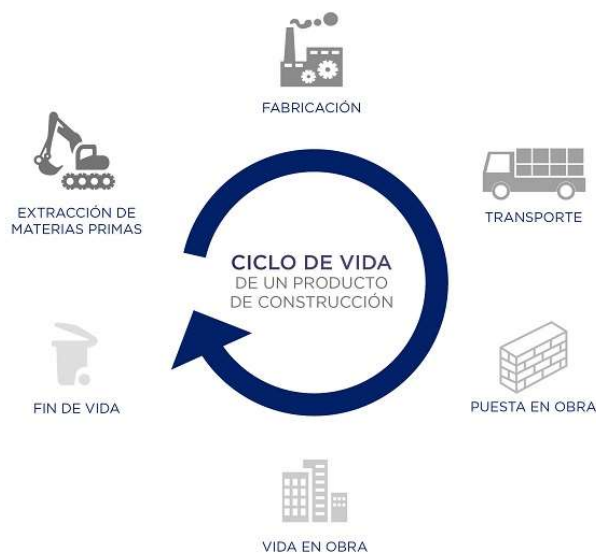 FABRICACIÓN
EXTRACCIÓN DE
MATERIAS PRIMAS
TRANSPORTE
CICLO DE VIDA
DE UN PRODUCTO
DE CONSTRUCCIÓN
FIN DE VIDA
PUESTA EN OBRA
VIDA EN OBRA